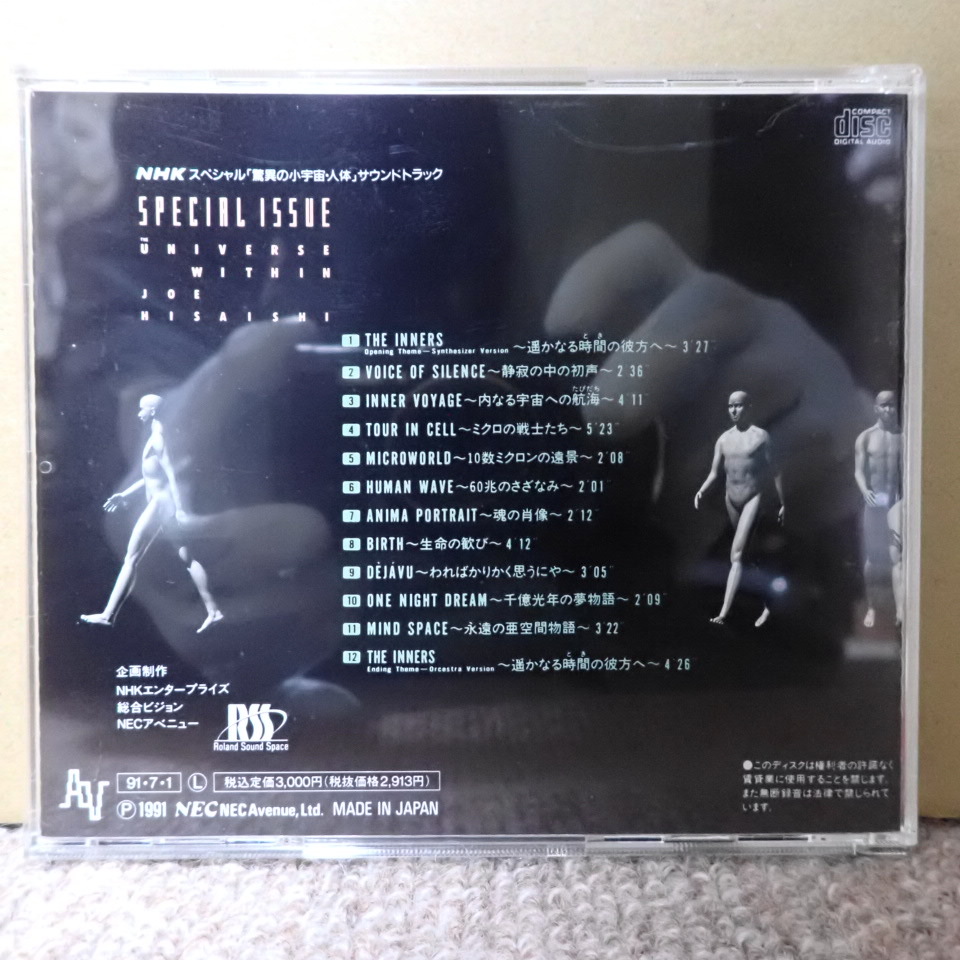 COMPACT
disc
DIGITAL AUDIO
NHK スペシャル「驚異の小宇宙・人体」サウンドトラック
SPECIAL ISSUE
THE
UNIVERSE
WITHIN
JOE
HISAISHI
1 THE INNERS Opening Theme—Synthesizer Version 〜遥かなる時間(とき)の彼方へ〜 3'27"
2 VOICE OF SILENCE〜静寂の中の初声〜 2'36"
3 INNER VOYAGE〜内なる宇宙への航海(たびだち)〜 4'11"
4 TOUR IN CELL〜ミクロの戦士たち〜 5'23"
5 MICROWORLD〜10数ミクロンの遠景〜 2'08"
6 HUMAN WAVE〜60兆のさざなみ〜 2'01"
7 ANIMA PORTRAIT〜魂の肖像〜 2'12"
8 BIRTH〜生命の歓び〜 4'12"
9 DÉJÁVU〜わればかりかく思うにや〜 3'05"
10 ONE NIGHT DREAM〜千億光年の夢物語〜 2'09"
11 MIND SPACE〜永遠の亜空間物語〜 3'22"
12 THE INNERS Ending Theme—Orcestra Version 〜遥かなる時間(とき)の彼方へ〜 4'26"
企画制作
NHKエンタープライズ
総合ビジョン
NECアベニュー
RSS
Roland Sound Space
AV
91・7・1 Ⓛ 税込定価3,000円(税抜価格2,913円)
Ⓟ1991 NEC NEC Avenue, Ltd. MADE IN JAPAN
●このディスクは権利者の許諾なく
賃貸業に使用することを禁じます。
また無断録音は法律で禁じられて
います。